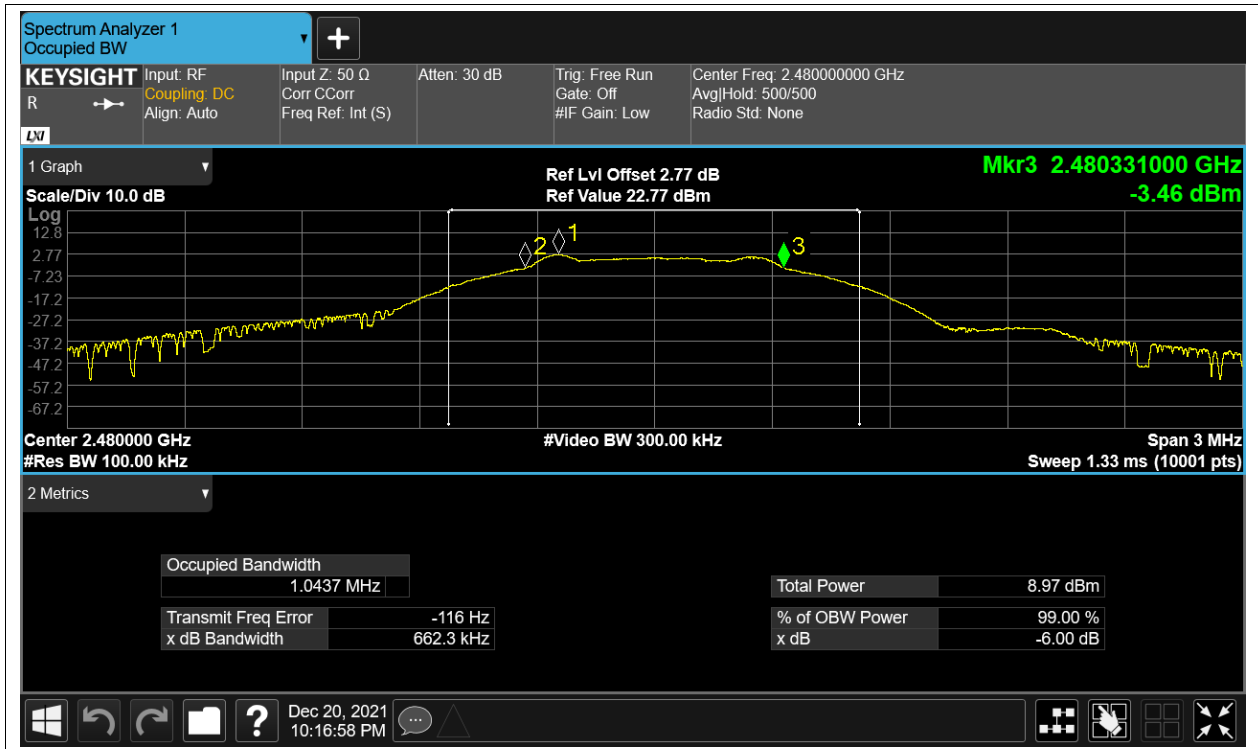 Spectrum Analyzer 1
Occupied BW
KEYSIGHT
R
LXI
Input: RF
Coupling: DC
Align: Auto
Input Z: 50 Ω
Corr CCorr
Freq Ref: Int (S)
Atten: 30 dB
Trig: Free Run
Gate: Off
#IF Gain: Low
Center Freq: 2.480000000 GHz
Avg|Hold: 500/500
Radio Std: None
1 Graph
Scale/Div 10.0 dB
Ref Lvl Offset 2.77 dB
Ref Value 22.77 dBm
Mkr3 2.480331000 GHz
-3.46 dBm
Log
12.8
2.77
-7.23
-17.2
-27.2
-37.2
-47.2
-57.2
-67.2
2
1
3
Center 2.480000 GHz
#Video BW 300.00 kHz
Span 3 MHz
#Res BW 100.00 kHz
Sweep 1.33 ms (10001 pts)
2 Metrics
Occupied Bandwidth
1.0437 MHz
Transmit Freq Error -116 Hz
x dB Bandwidth 662.3 kHz
Total Power 8.97 dBm
% of OBW Power 99.00 %
x dB -6.00 dB
?
Dec 20, 2021
10:16:58 PM